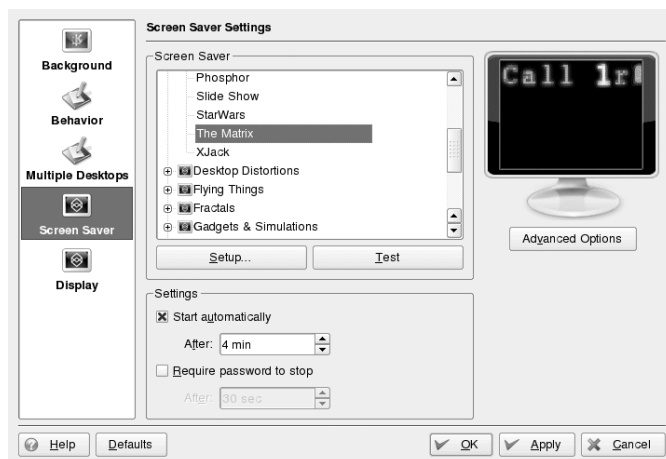 Screen Saver Settings
Background
Behavior
Multiple Desktops
Screen Saver
Display
Screen Saver
Phosphor
Slide Show
StarWars
The Matrix
XJack
Desktop Distortions
Flying Things
Fractals
Gadgets & Simulations
Setup...
Test
Settings
Start automatically
After: 4 min
Require password to stop
After: 30 sec
Call
Advanced Options
Help
Defaults
OK
Apply
Cancel